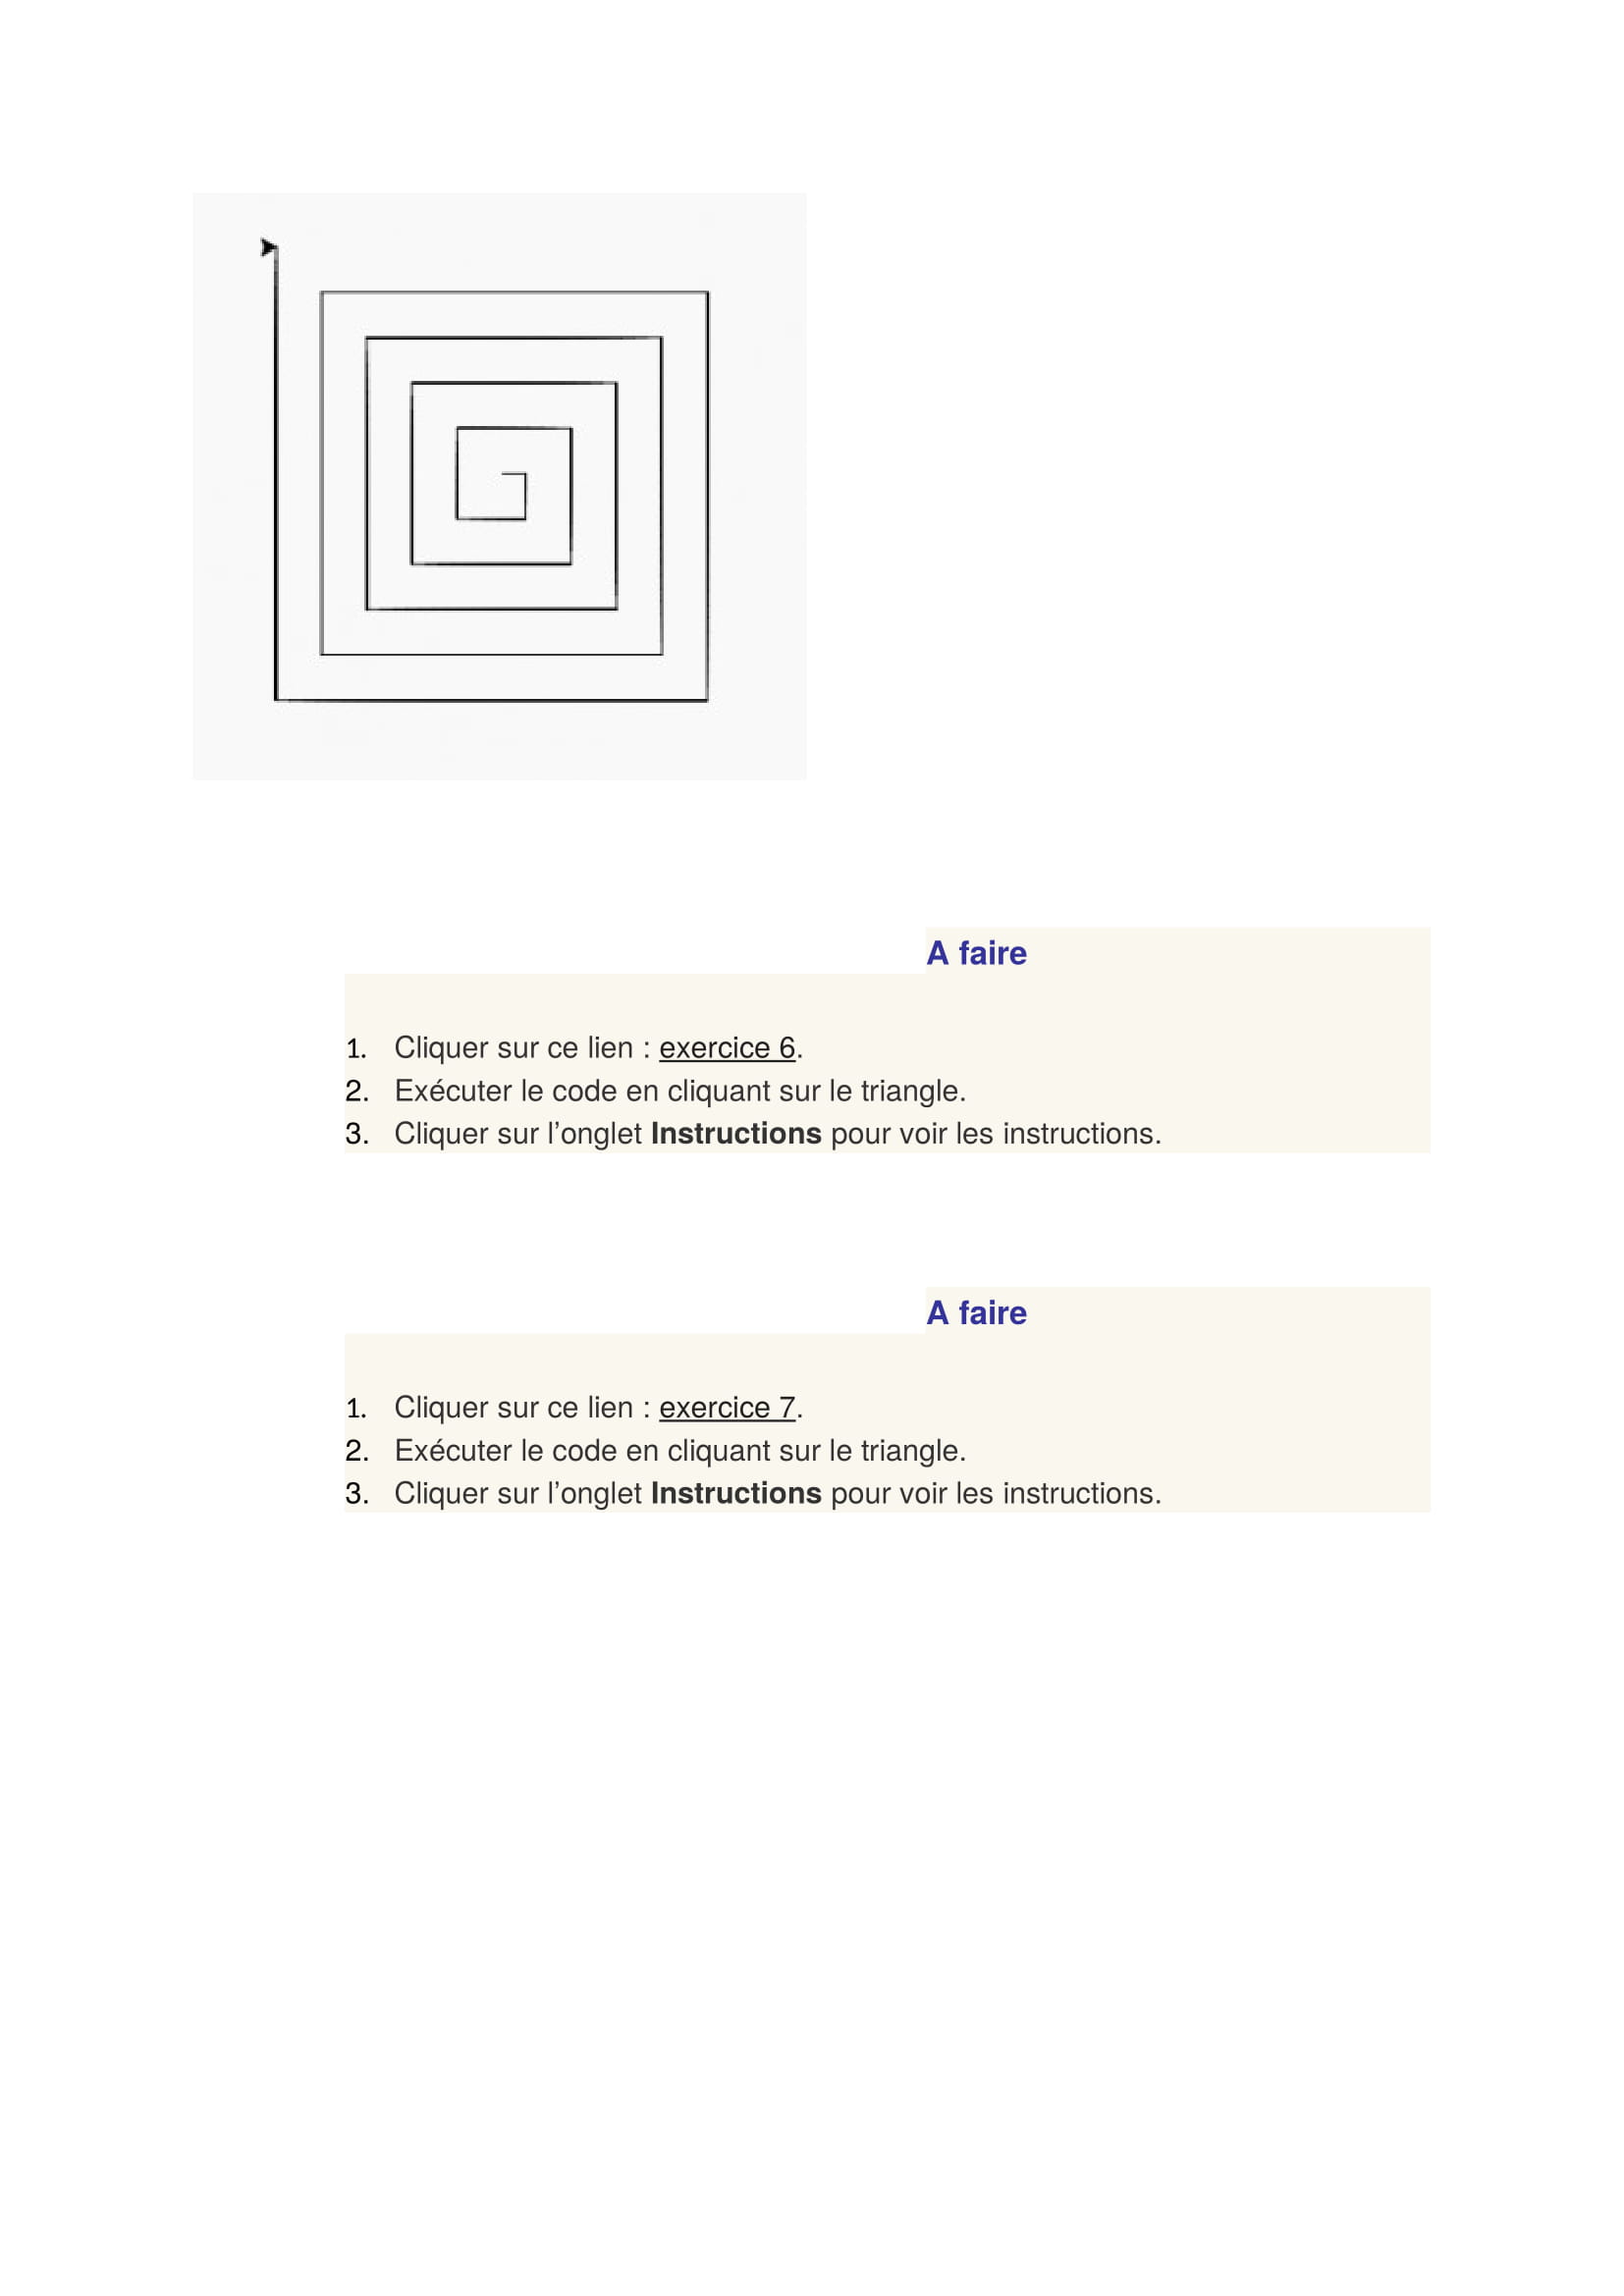 A faire
1. Cliquer sur ce lien : exercice 6.
2. Exécuter le code en cliquant sur le triangle.
3. Cliquer sur l’onglet Instructions pour voir les instructions.
A faire
1. Cliquer sur ce lien : exercice 7.
2. Exécuter le code en cliquant sur le triangle.
3. Cliquer sur l’onglet Instructions pour voir les instructions.